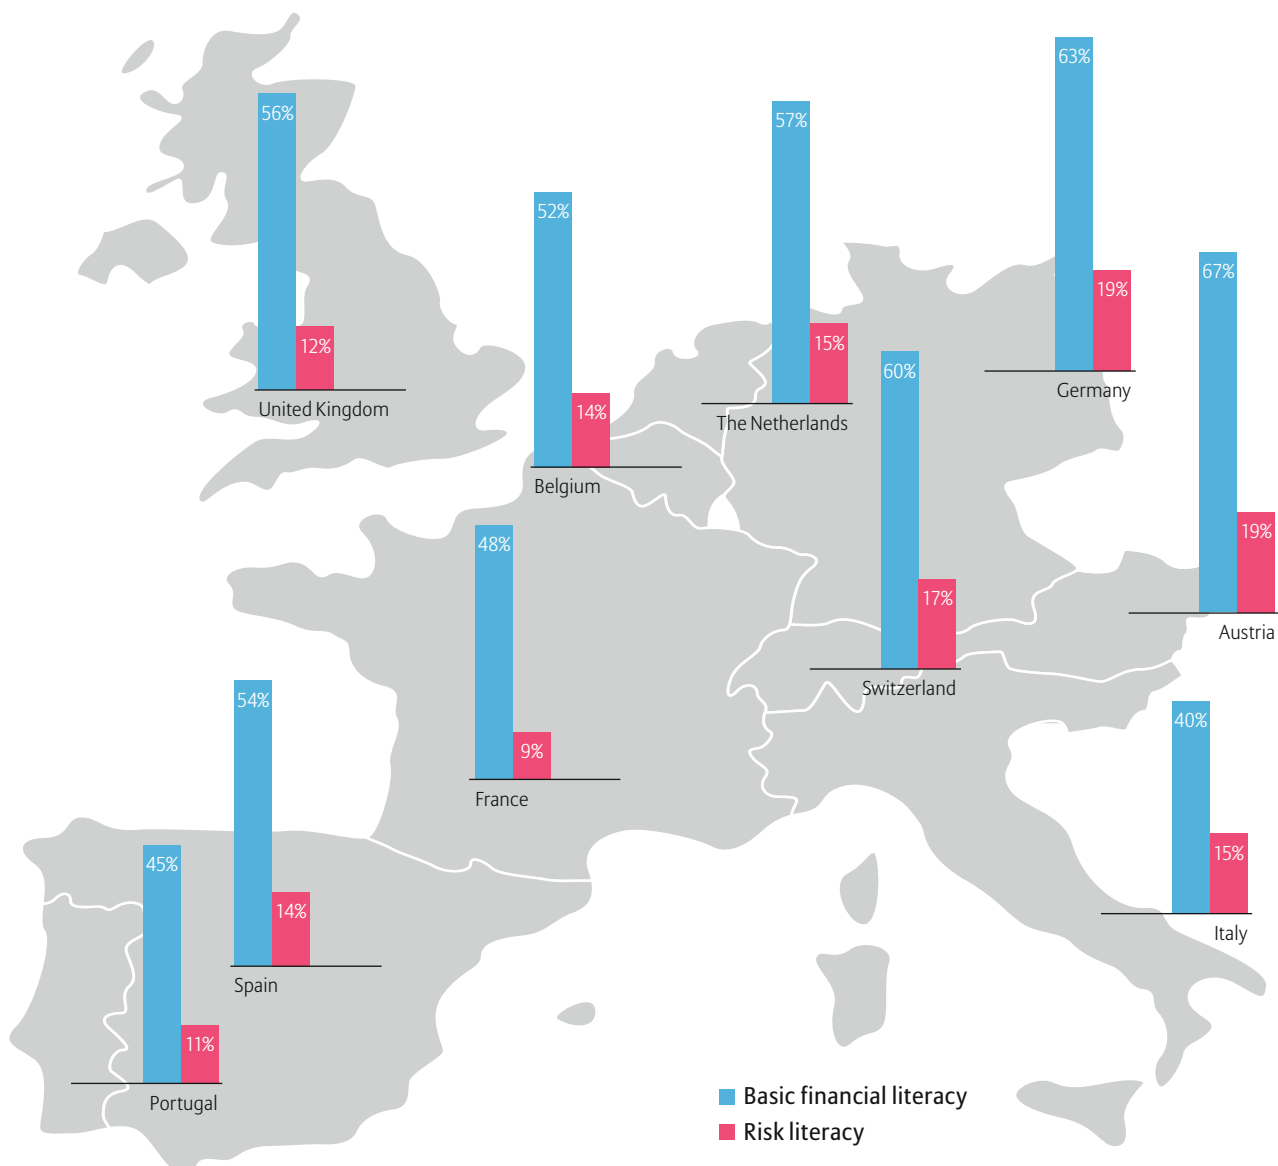 63%
56%
57%
52%
67%
19%
12%
15%
60%
Germany
United Kingdom
14%
The Netherlands
Belgium
48%
19%
17%
Austria
54%
Switzerland
40%
9%
France
45%
15%
14%
Italy
Spain
11%
Portugal
Basic financial literacy
Risk literacy